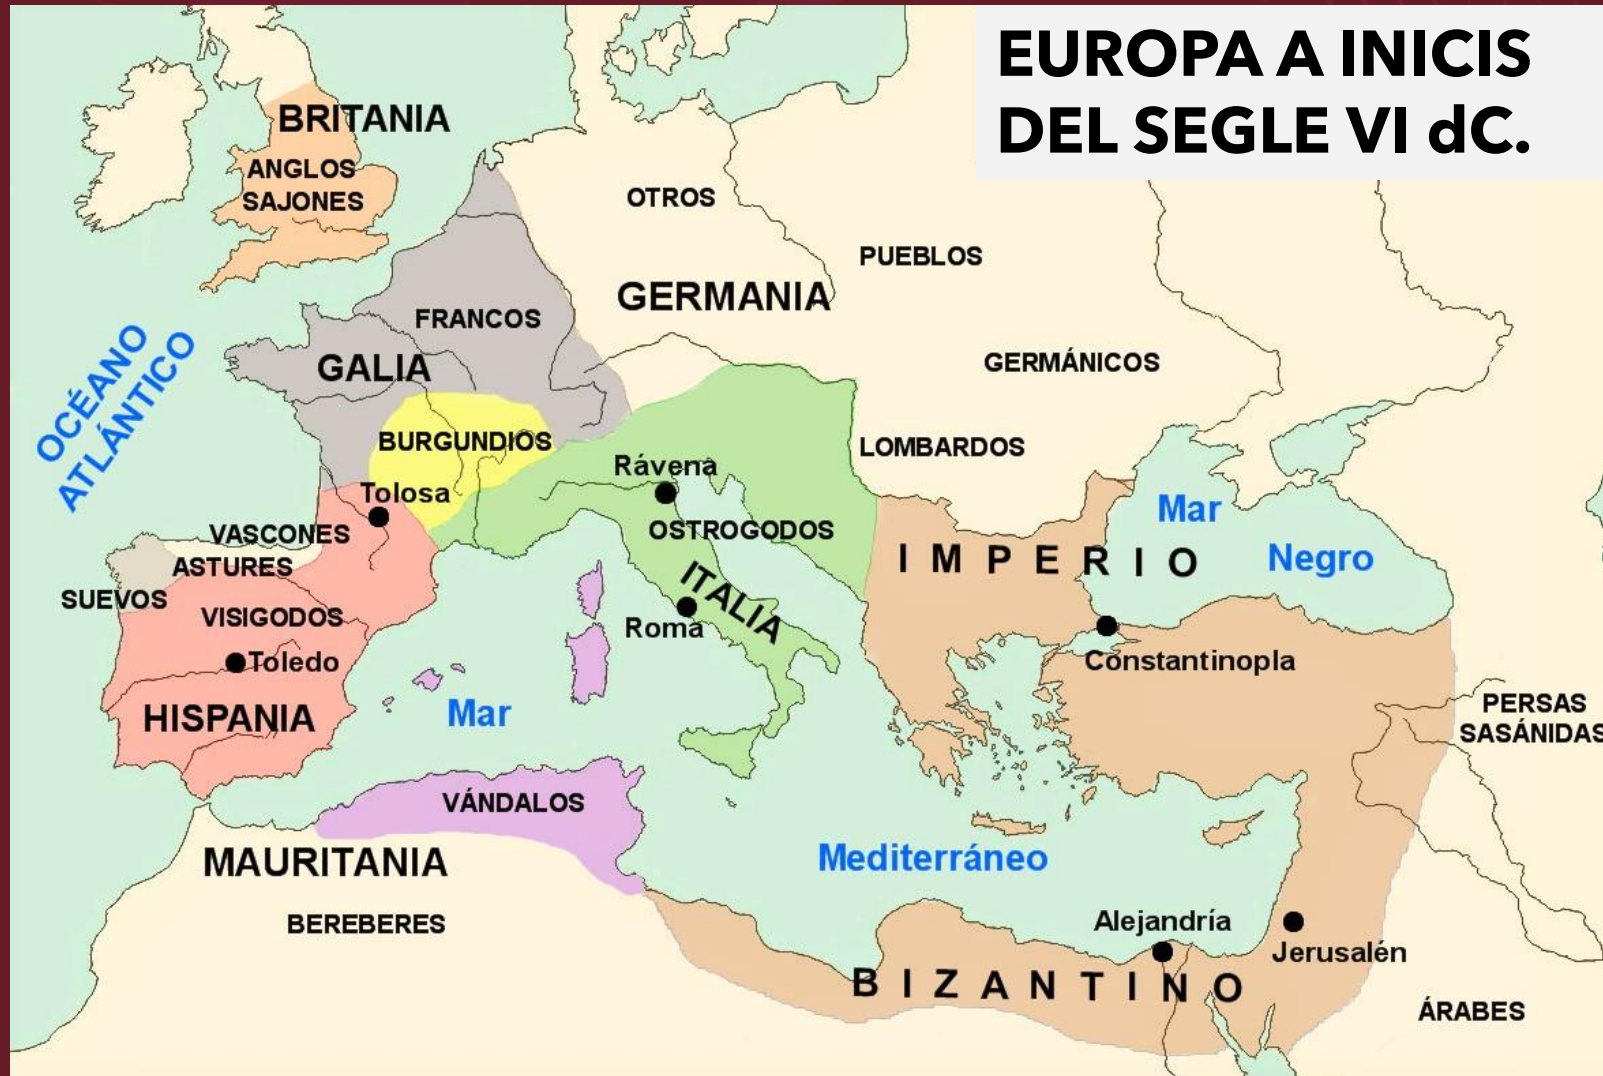 EUROPA A INICIS
DEL SEGLE VI dC.
BRITANIA
ANGLOS
SAJONES
OTROS
PUEBLOS
GERMANIA
FRANCOS
GALIA
GERMÁNICOS
OCÉANO
ATLÁNTICO
BURGUNDIOS
LOMBARDOS
Rávena
Tolosa
Mar
Negro
VASCONES
OSTROGODOS
ASTURES
IMPERIO
SUEVOS
VISIGODOS
ITALIA
Roma
Toledo
Constantinopla
HISPANIA
Mar
PERSAS
SASÁNIDAS
VÁNDALOS
MAURITANIA
Mediterráneo
BEREBERES
Alejandría
Jerusalén
BIZANTINO
ÁRABES